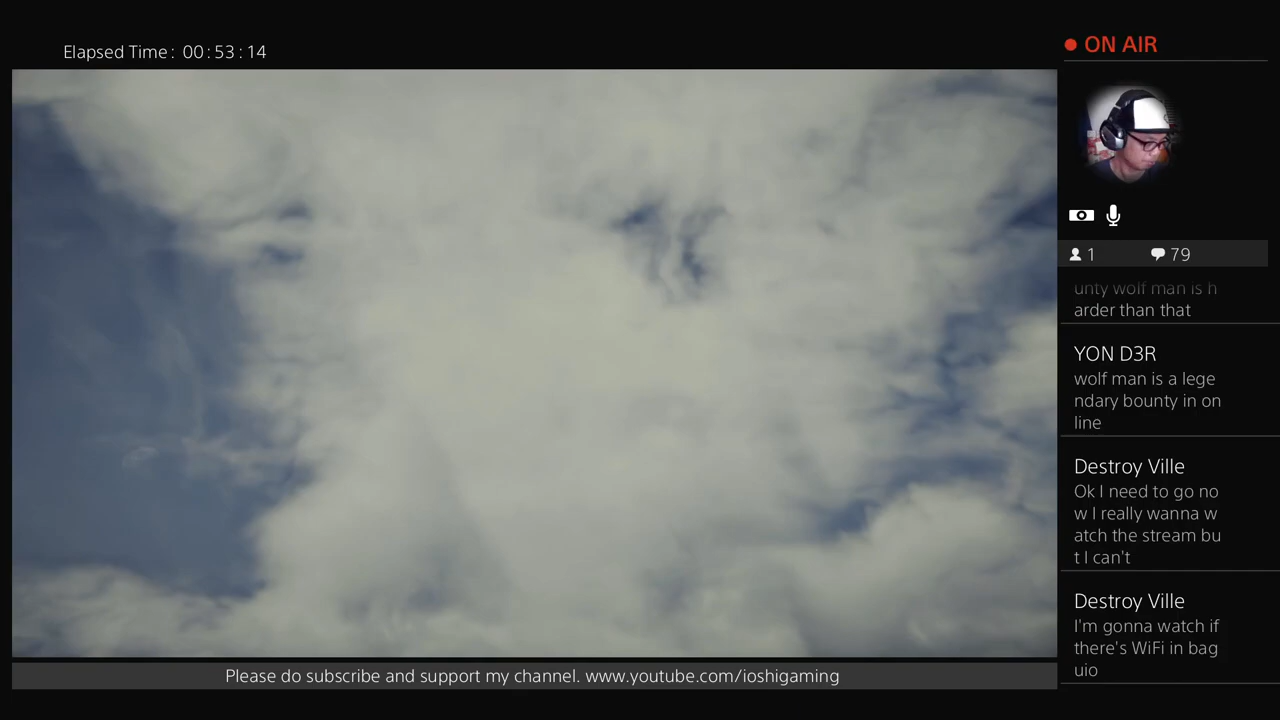 Elapsed Time: 00:53:14
ON AIR
1 79
unty wolf man is h
arder than that
YON D3R
wolf man is a lege
ndary bounty in on
line
Destroy Ville
Ok I need to go no
w I really wanna w
atch the stream bu
t I can't
Destroy Ville
I'm gonna watch if
there's WiFi in bag
uio
Please do subscribe and support my channel. www.youtube.com/ioshigaming